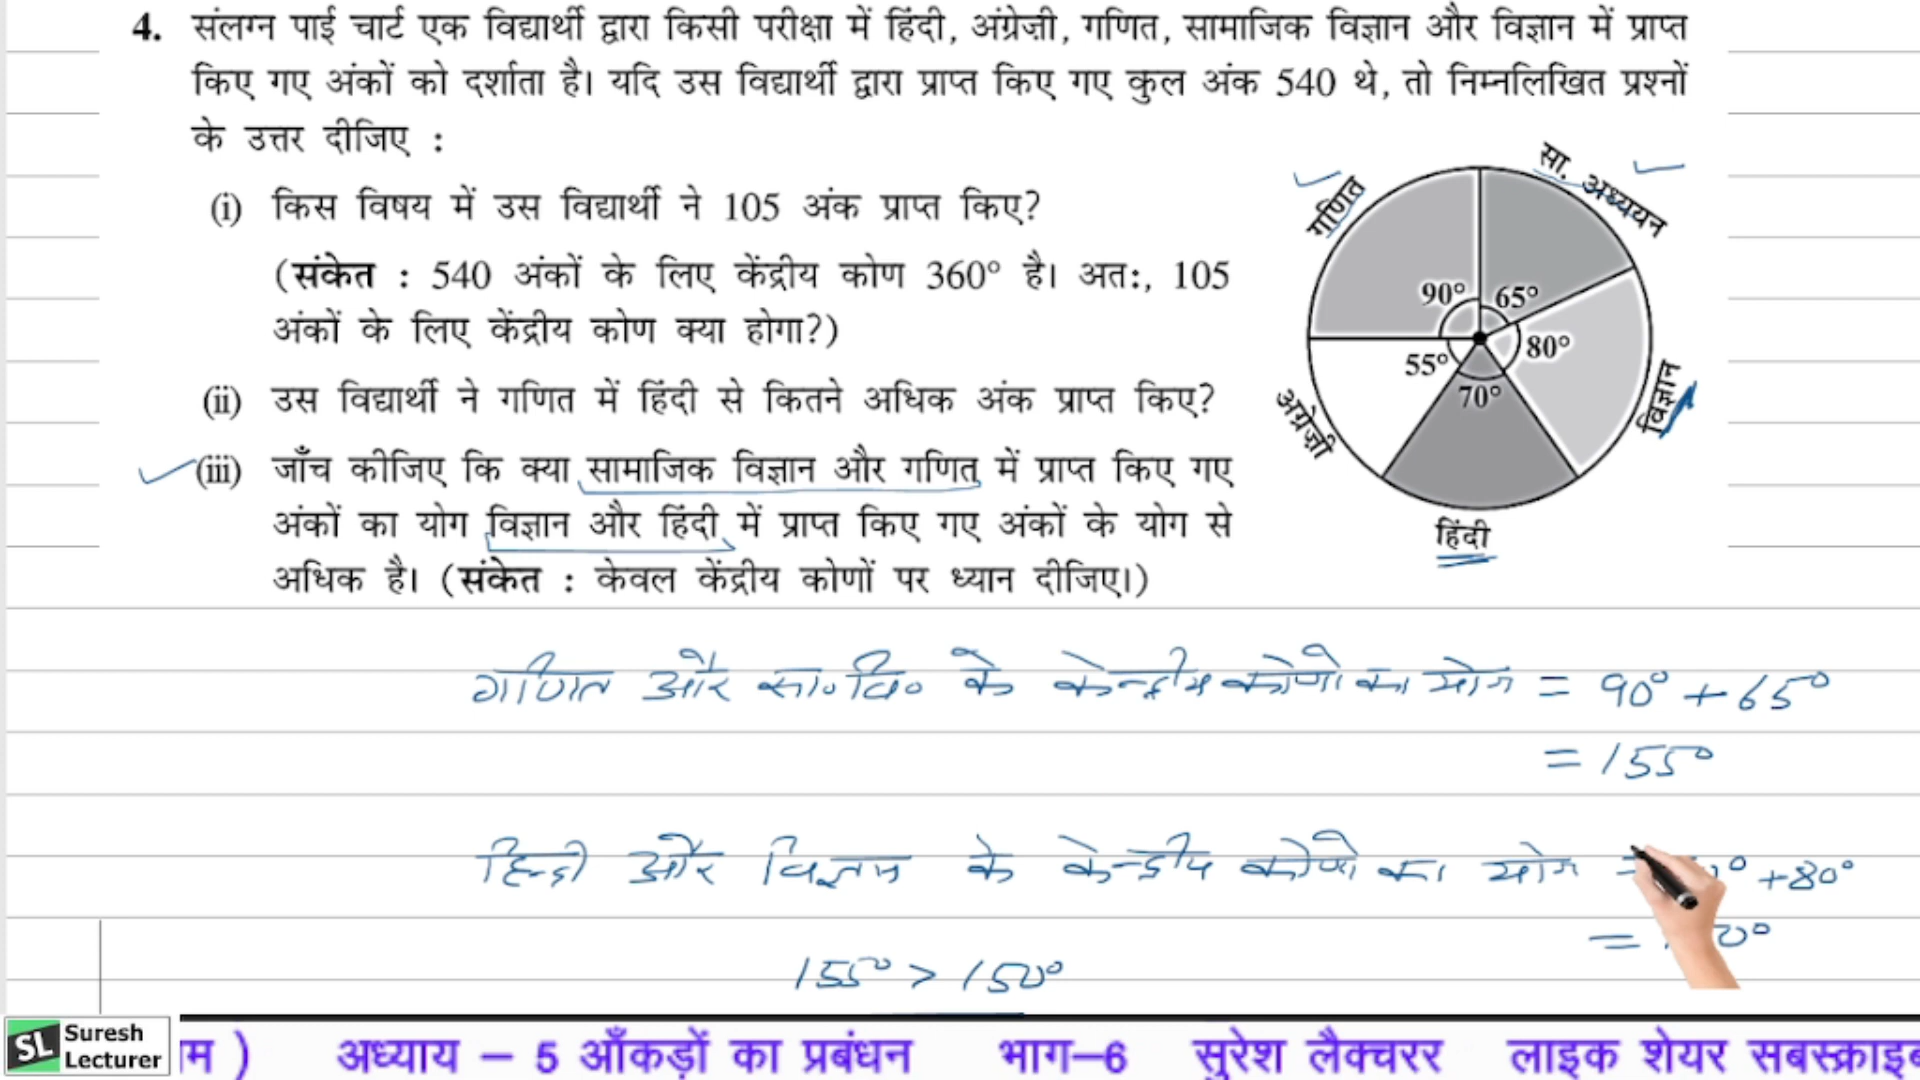 4. संलग्न पाई चार्ट एक विद्यार्थी द्वारा किसी परीक्षा में हिंदी, अंग्रेज़ी, गणित, सामाजिक विज्ञान और विज्ञान में प्राप्त
किए गए अंकों को दर्शाता है। यदि उस विद्यार्थी द्वारा प्राप्त किए गए कुल अंक 540 थे, तो निम्नलिखित प्रश्नों
के उत्तर दीजिए :
(i) किस विषय में उस विद्यार्थी ने 105 अंक प्राप्त किए?
(संकेत : 540 अंकों के लिए केंद्रीय कोण 360° है। अत:, 105
अंकों के लिए केंद्रीय कोण क्या होगा?)
(ii) उस विद्यार्थी ने गणित में हिंदी से कितने अधिक अंक प्राप्त किए?
(iii) जाँच कीजिए कि क्या सामाजिक विज्ञान और गणित में प्राप्त किए गए
अंकों का योग विज्ञान और हिंदी में प्राप्त किए गए अंकों के योग से
अधिक है। (संकेत : केवल केंद्रीय कोणों पर ध्यान दीजिए।)
गणित
सा. अध्ययन
90°
65°
80°
55°
70°
विज्ञान
अंग्रेज़ी
हिंदी
गणित और सा० वि० के केन्द्रीय कोणों का योग = 90° + 65°
= 155°
हिन्दी और विज्ञान के केन्द्रीय कोणों का योग = +80°
=
155° > 150°
SL Suresh
Lecturer
म ) अध्याय – 5 आँकड़ों का प्रबंधन भाग–6 सुरेश लैक्चरर लाइक शेयर सबस्क्राइब